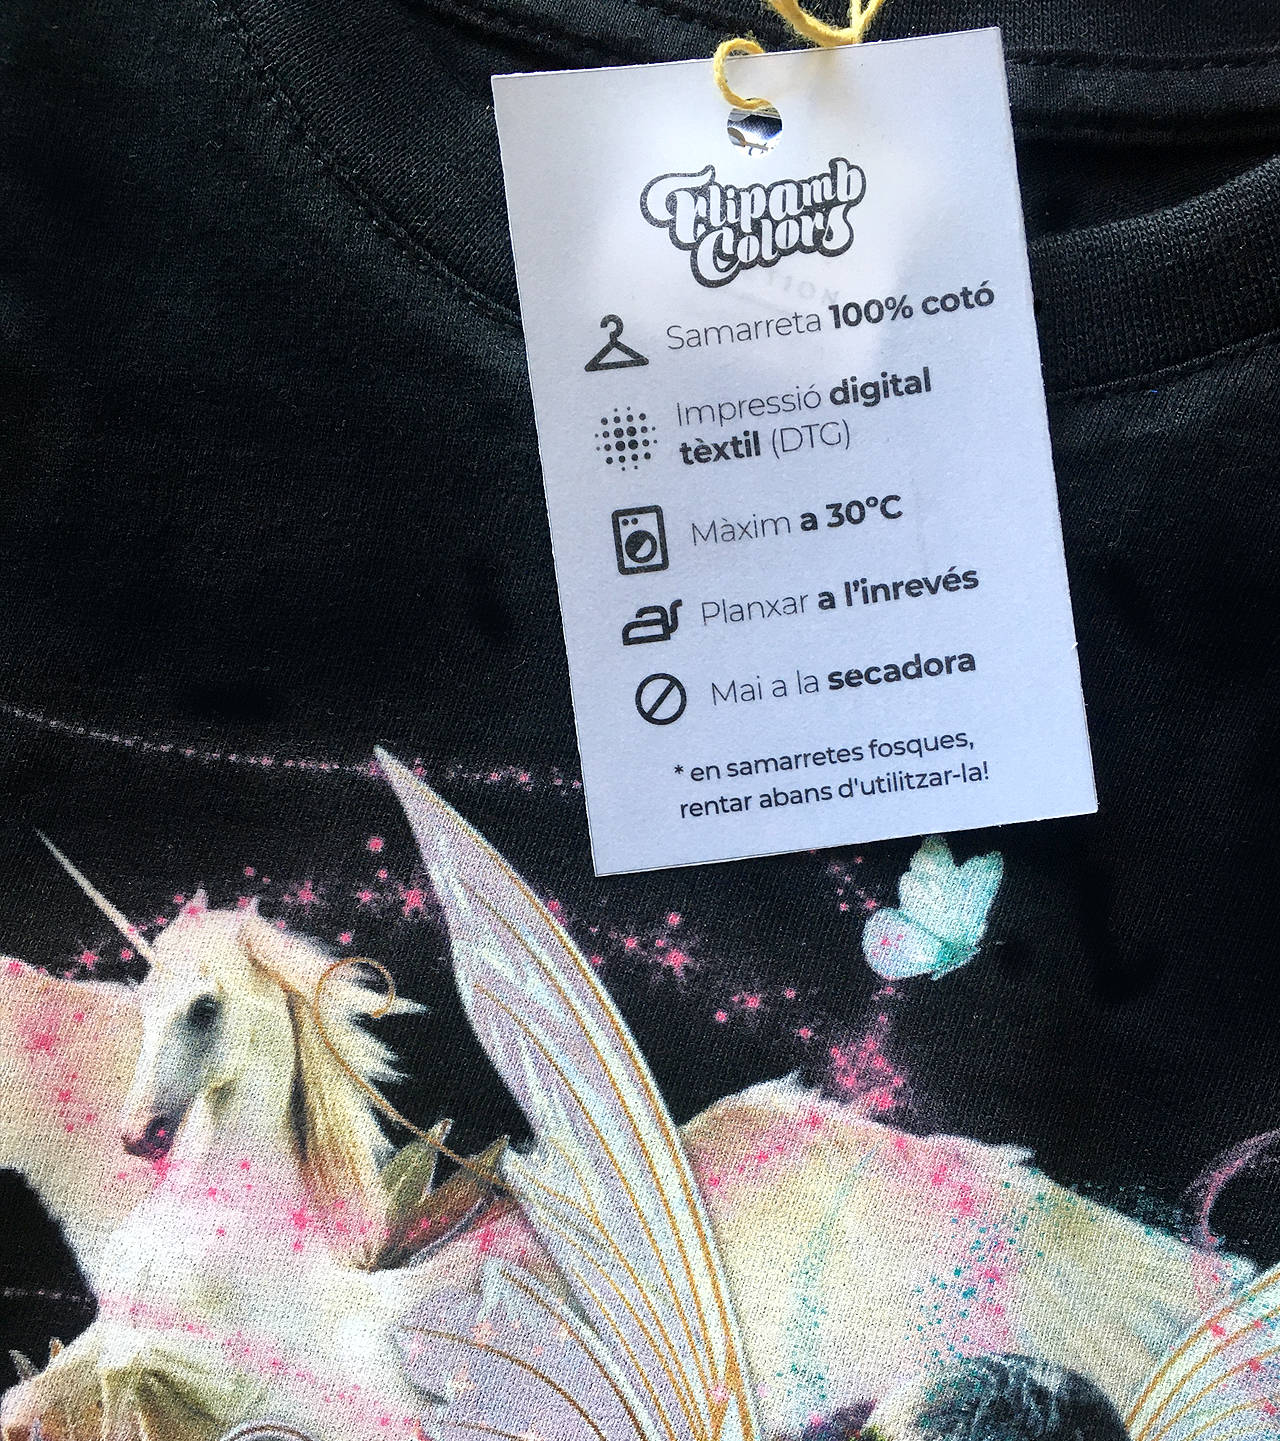 Flipamb
Colors
Samarreta 100% cotó
Impressió digital
tèxtil (DTG)
Màxim a 30°C
Planxar a l'inrevés
Mai a la secadora
* en samarretes fosques,
rentar abans d'utilitzar-la!